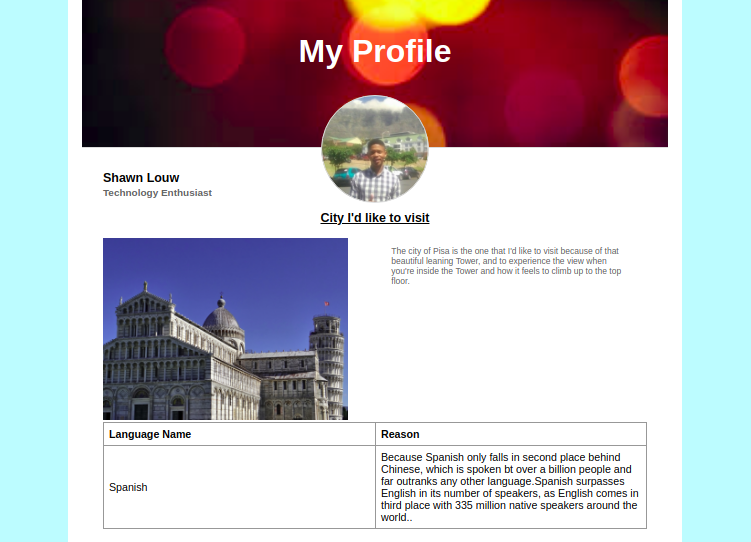 My Profile
Shawn Louw
Technology Enthusiast
City I'd like to visit
The city of Pisa is the one that I'd like to visit because of that
beautiful leaning Tower, and to experience the view when
you're inside the Tower and how it feels to climb up to the top
floor.
Language Name
Reason
Spanish
Because Spanish only falls in second place behind
Chinese, which is spoken bt over a billion people and
far outranks any other language.Spanish surpasses
English in its number of speakers, as English comes in
third place with 335 million native speakers around the
world..